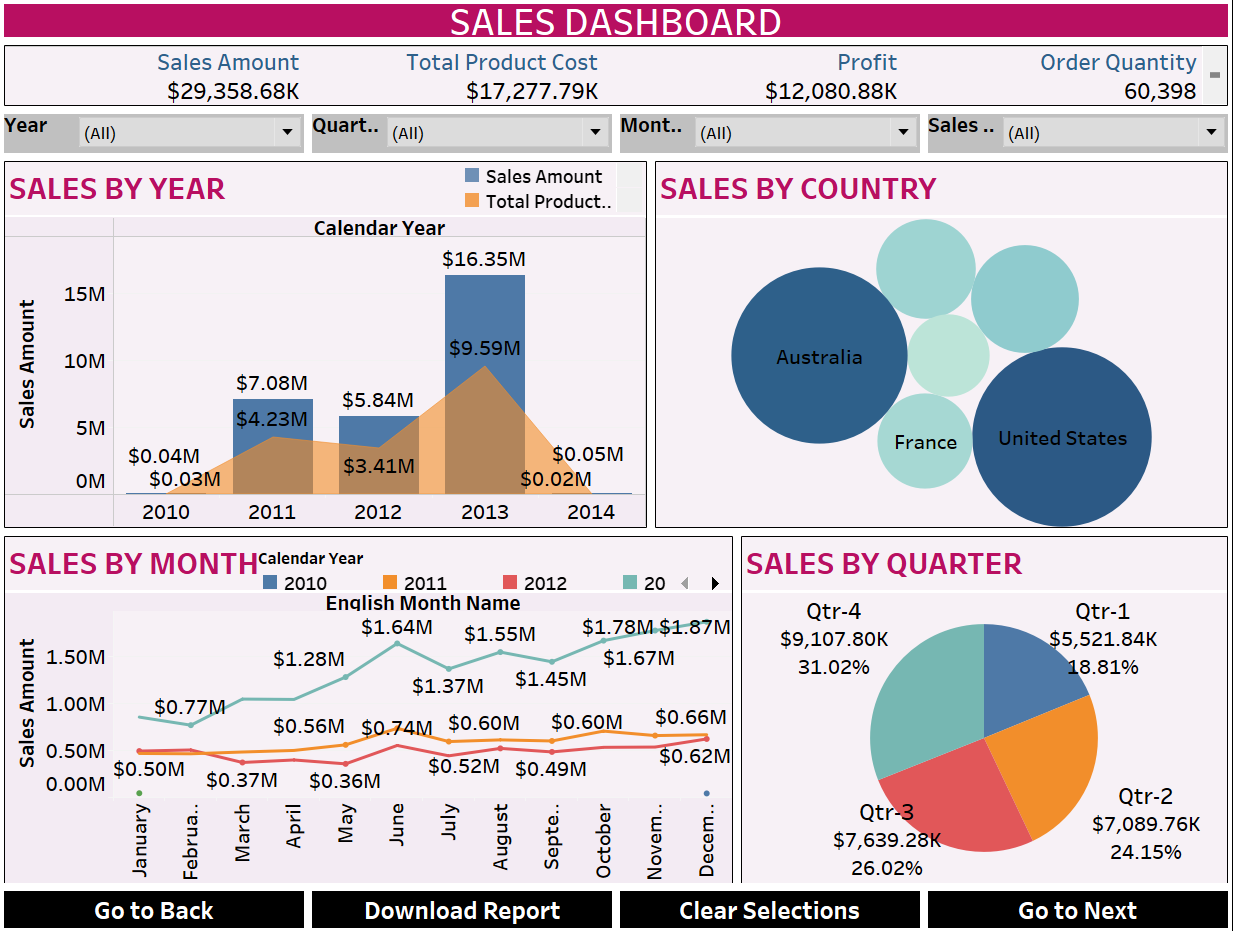 SALES DASHBOARD
Sales Amount Total Product Cost Profit Order Quantity
$29,358.68K $17,277.79K $12,080.88K 60,398
Year (All) Quart.. (All) Mont.. (All) Sales .. (All)
SALES BY YEAR
Sales Amount
Total Product..
Calendar Year
Sales Amount
15M
10M
5M
0M
$0.04M
$0.03M
$7.08M
$4.23M
$5.84M
$3.41M
$16.35M
$9.59M
$0.05M
$0.02M
2010 2011 2012 2013 2014
SALES BY COUNTRY
Australia
France
United States
SALES BY MONTH
Calendar Year
2010 2011 2012 20
English Month Name
Sales Amount
1.50M
1.00M
0.50M
0.00M
$1.64M
$1.55M
$1.78M
$1.87M
$1.28M
$1.37M
$1.45M
$1.67M
$0.77M
$0.56M
$0.74M
$0.60M
$0.60M
$0.66M
$0.50M
$0.37M
$0.36M
$0.52M
$0.49M
$0.62M
January
Februa..
March
April
May
June
July
August
Septe..
October
Novem..
Decem..
SALES BY QUARTER
Qtr-4
$9,107.80K
31.02%
Qtr-1
$5,521.84K
18.81%
Qtr-3
$7,639.28K
26.02%
Qtr-2
$7,089.76K
24.15%
Go to Back Download Report Clear Selections Go to Next